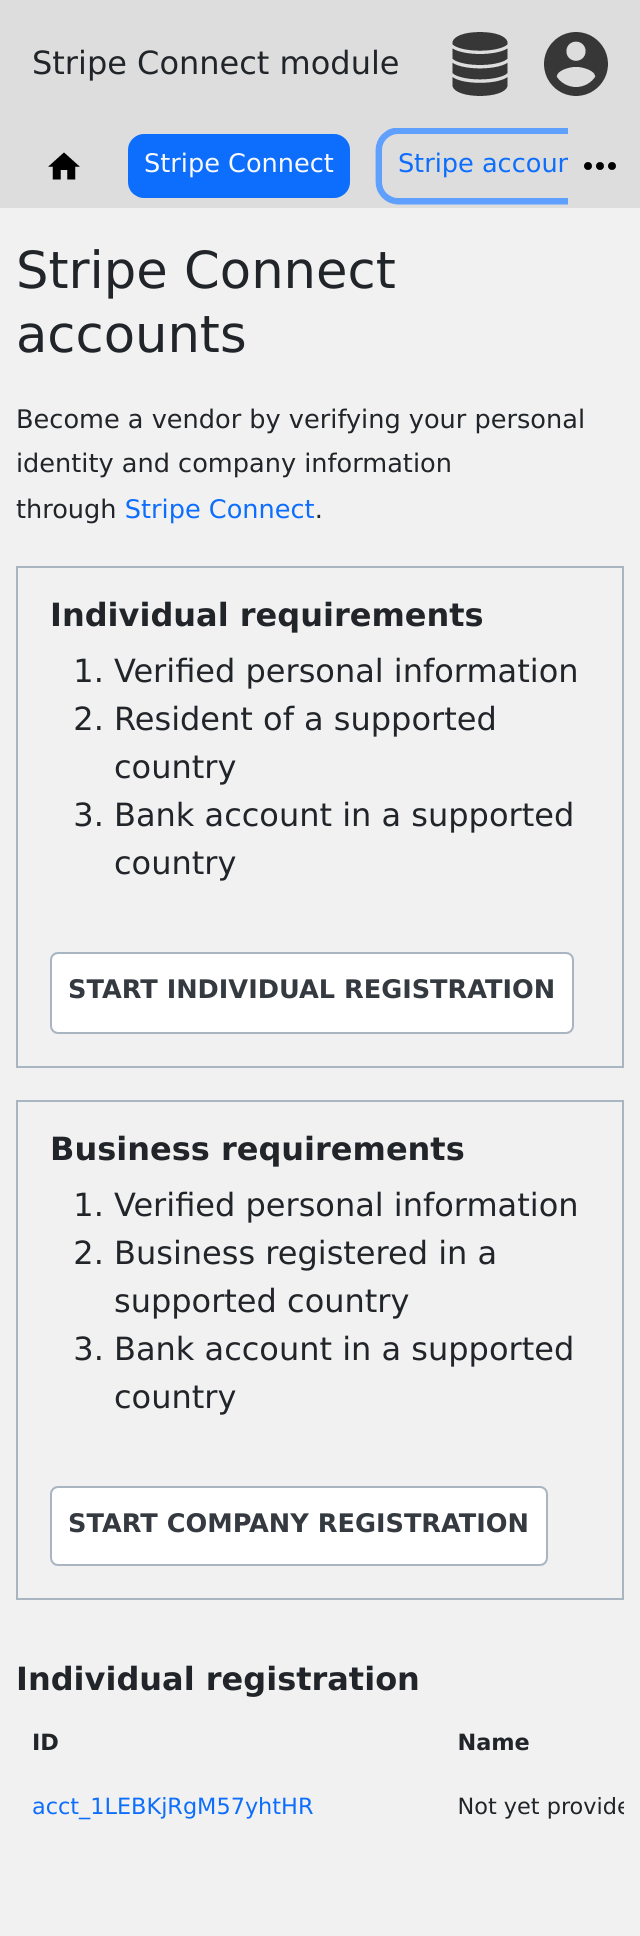 Stripe Connect module
Stripe Connect
Stripe accour
Stripe Connect
accounts
Become a vendor by verifying your personal
identity and company information
through Stripe Connect.
Individual requirements
1. Verified personal information
2. Resident of a supported
country
3. Bank account in a supported
country
START INDIVIDUAL REGISTRATION
Business requirements
1. Verified personal information
2. Business registered in a
supported country
3. Bank account in a supported
country
START COMPANY REGISTRATION
Individual registration
ID Name
acct_1LEBKjRgM57yhtHR Not yet provide